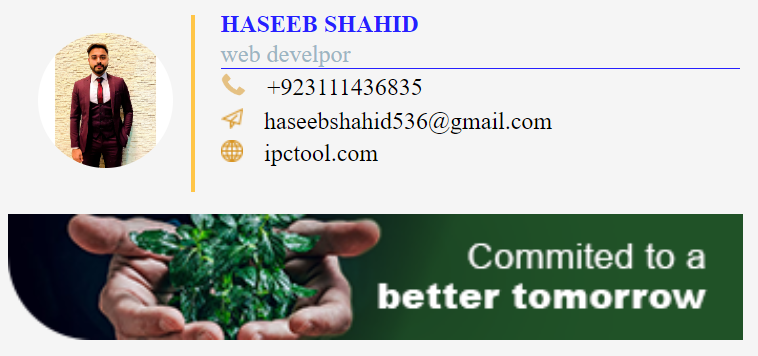 HASEEB SHAHID
web develpor
+923111436835
haseebshahid536@gmail.com
ipctool.com
Commited to a
better tomorrow